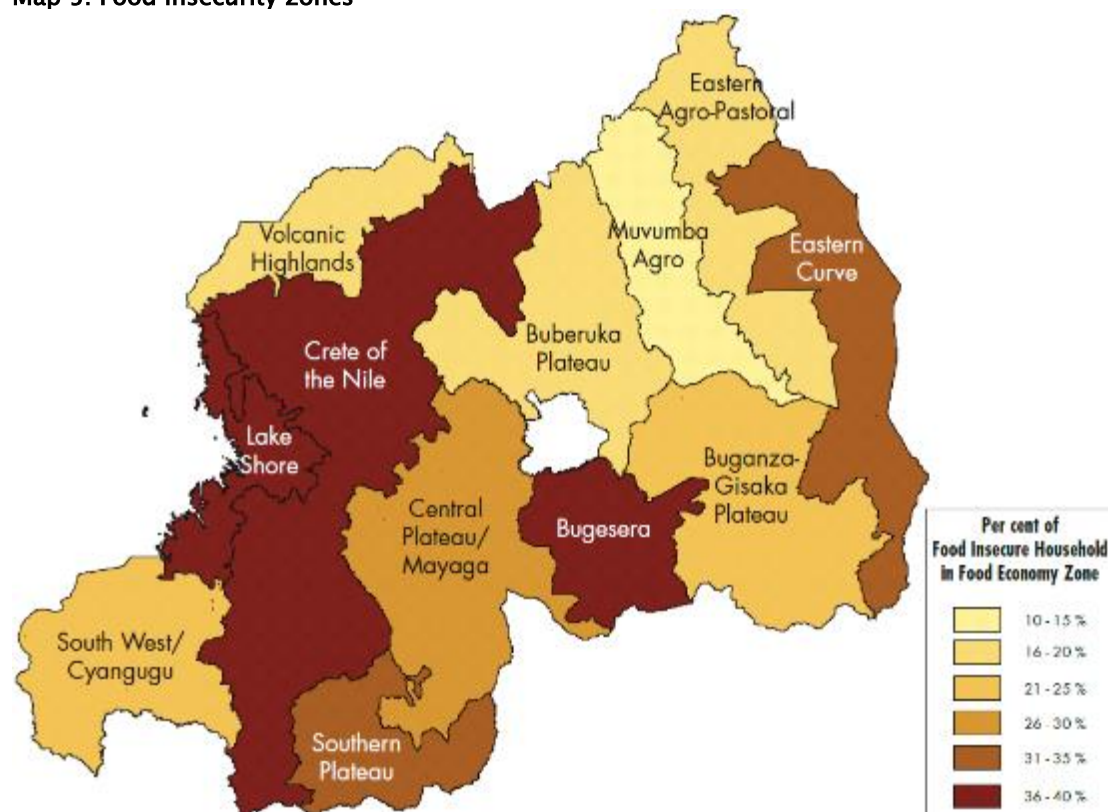 Map 3: Food Insecurity Zones
Eastern
Agro-Pastoral
Volcanic
Highlands
Muvumba
Agro
Eastern
Curve
Crete of
the Nile
Buberuka
Plateau
Lake
Shore
Buganza-
Gisaka
Plateau
Central
Plateau/
Mayaga
Bugesera
South West/
Cyangugu
Southern
Plateau
Per cent of
Food Insecure Household
in Food Economy Zone
10 - 15 %
16 - 20 %
21 - 25 %
26 - 30 %
31 - 35 %
36 - 40 %